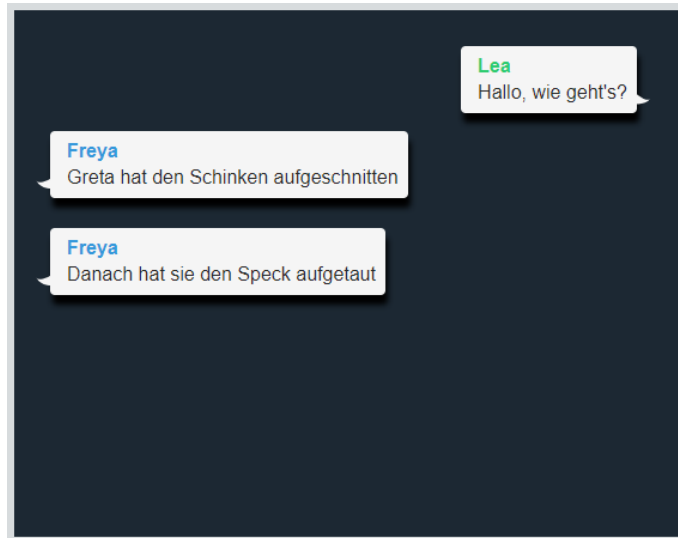 Lea
Hallo, wie geht's?
Freya
Greta hat den Schinken aufgeschnitten
Freya
Danach hat sie den Speck aufgetaut